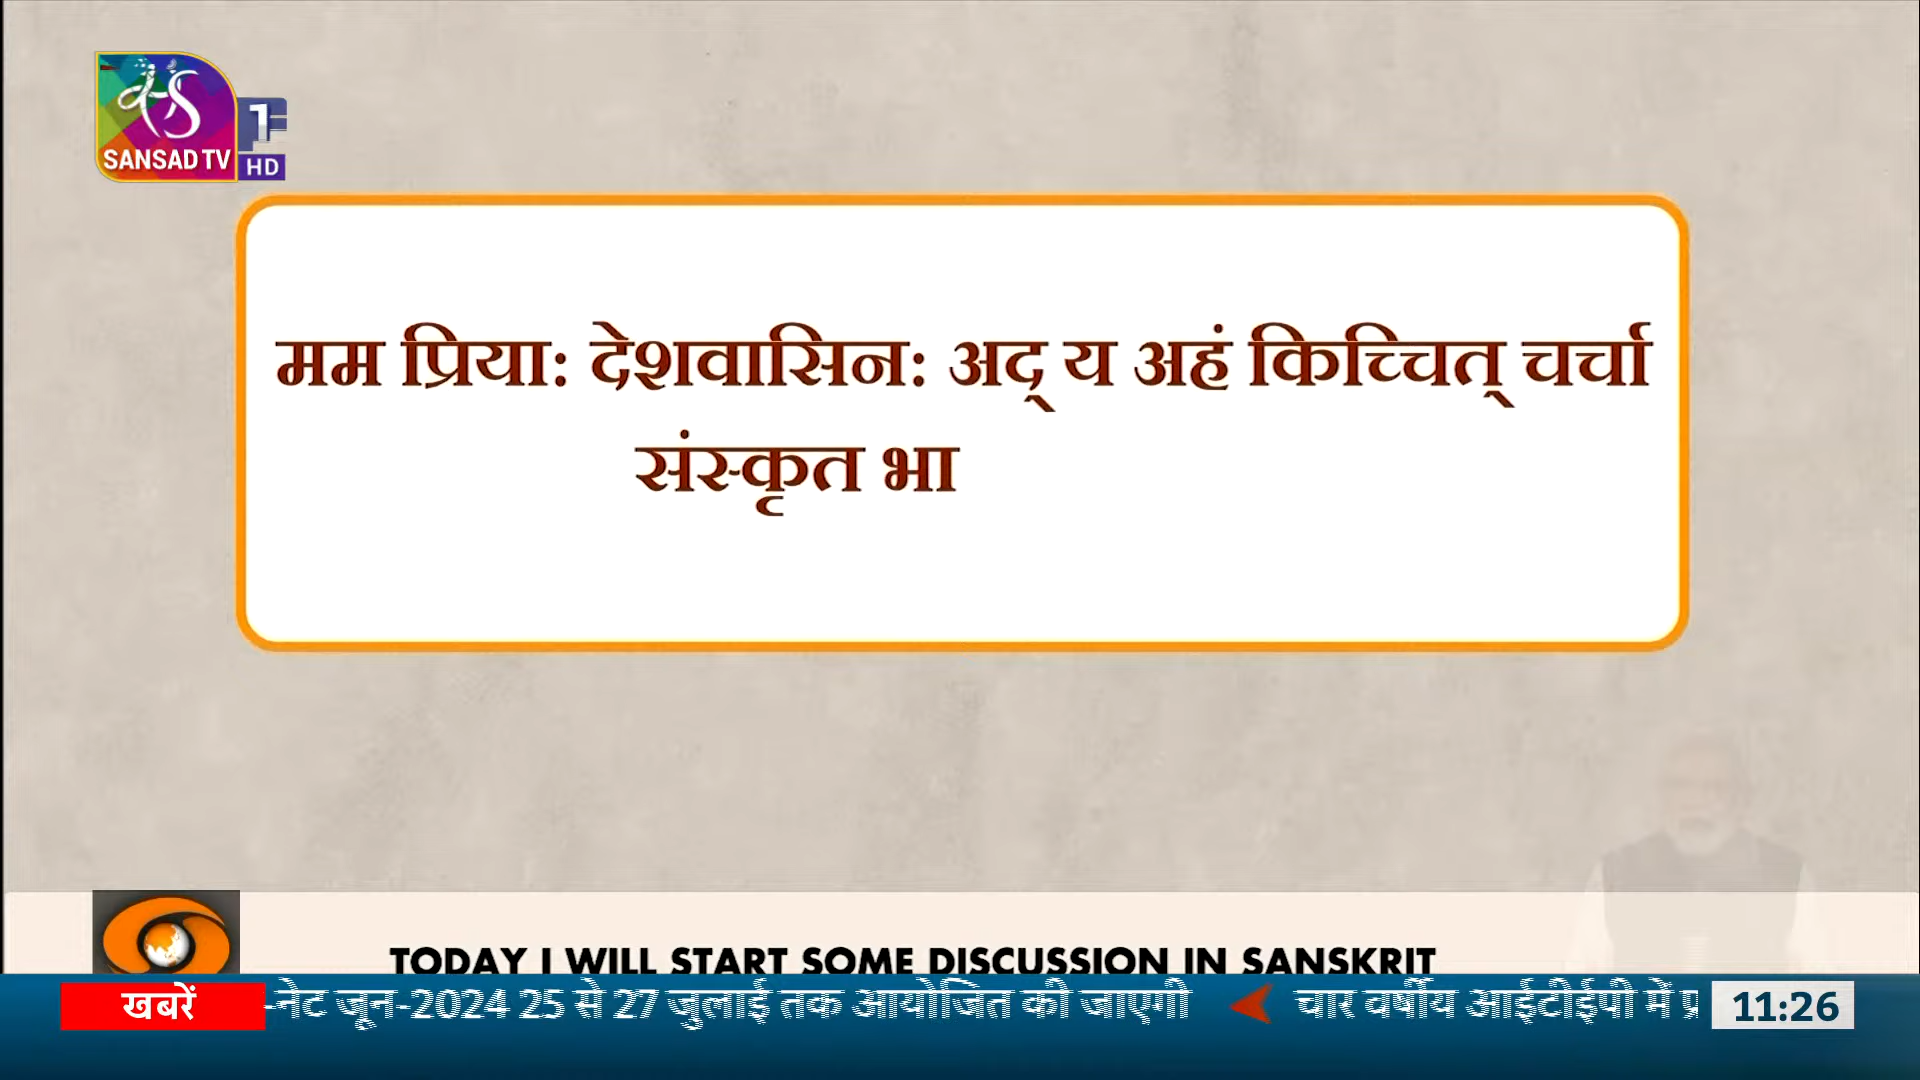 SANSAD TV
1
HD
मम प्रिया: देशवासिन: अद् य अहं किच्चित् चर्चा
संस्कृत भा
TODAY I WILL START SOME DISCUSSION IN SANSKRIT
खबरें
-नेट जून-2024 25 से 27 जुलाई तक आयोजित की जाएगी चार वर्षीय आईटीईपी में प्र
11:26